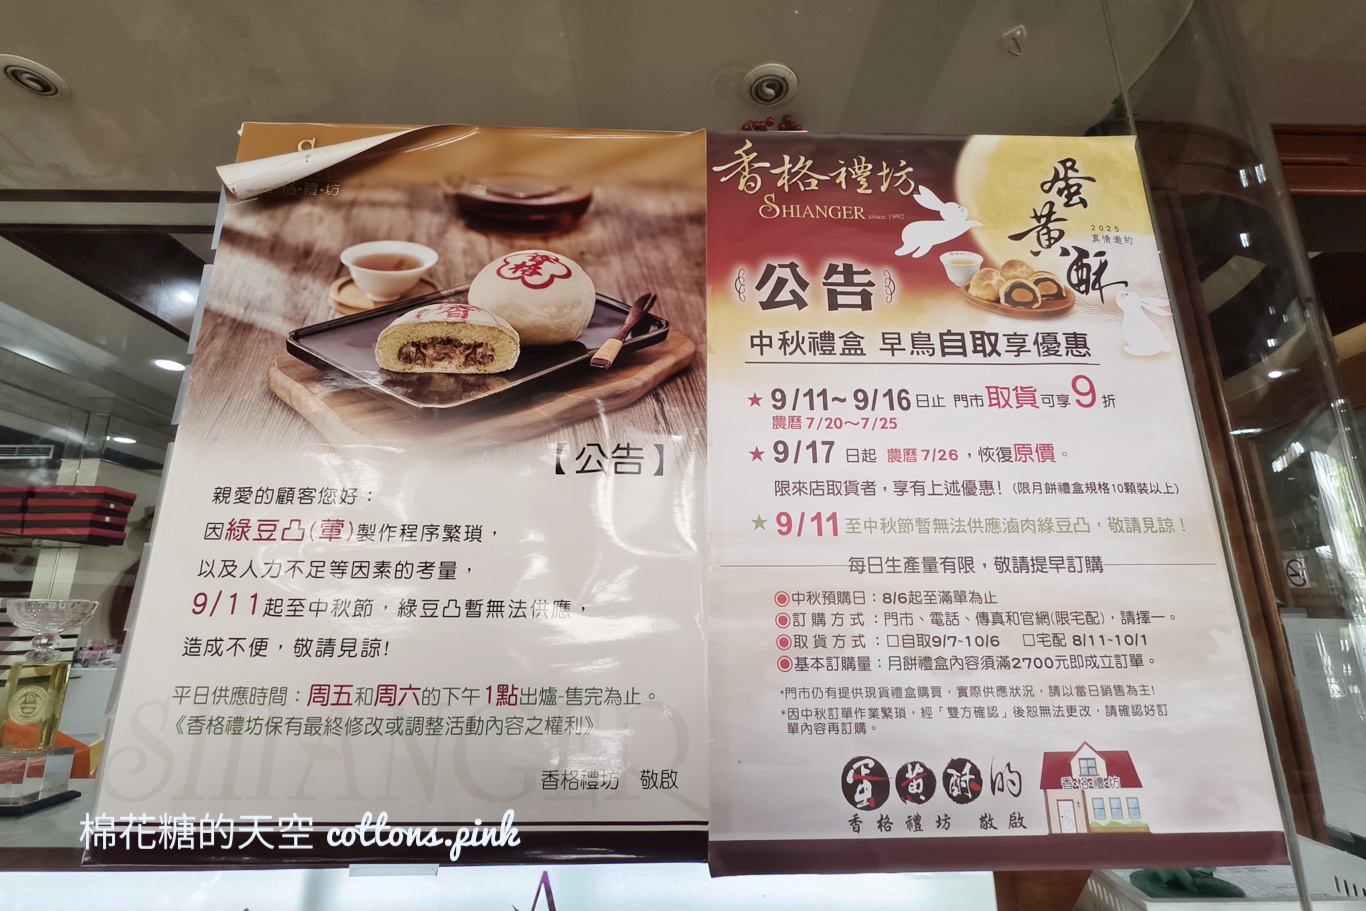 禮·坊
香格
香
【公告】
親愛的顧客您好：
因綠豆凸(葷)製作程序繁瑣，
以及人力不足等因素的考量，
9/11起至中秋節，綠豆凸暫無法供應，
造成不便，敬請見諒!
平日供應時間：周五和周六的下午1點出爐~售完為止。
《香格禮坊保有最終修改或調整活動內容之權利》
香格禮坊 敬啟
SHIANGER
香格禮坊
SHIANGER since 1992
蛋黃酥
2025
真情邀約
公告
中秋禮盒 早鳥自取享優惠
★ 9/11~9/16日止 門市取貨可享9折
農曆7/20～7/25
★ 9/17 日起 農曆7/26，恢復原價。
限來店取貨者，享有上述優惠!(限月餅禮盒規格10顆裝以上)
★ 9/11至中秋節暫無法供應滷肉綠豆凸，敬請見諒!
每日生產量有限，敬請提早訂購
◉中秋預購日：8/6起至滿單為止
◉訂購方式：門市、電話、傳真和官網(限宅配)，請擇一。
◉取貨方式：□自取9/7~10/6 □宅配 8/11~10/1
◉基本訂購量：月餅禮盒內容須滿2700元即成立訂單。
*門市仍有提供現貨禮盒購買，實際供應狀況，請以當日銷售為主!
*因中秋訂單作業繁瑣，經「雙方確認」後恕無法更改，請確認好訂
單內容再訂購。
蛋黃酥的
香格禮坊 敬啟
香格禮坊
棉花糖的天空 cottons.pink